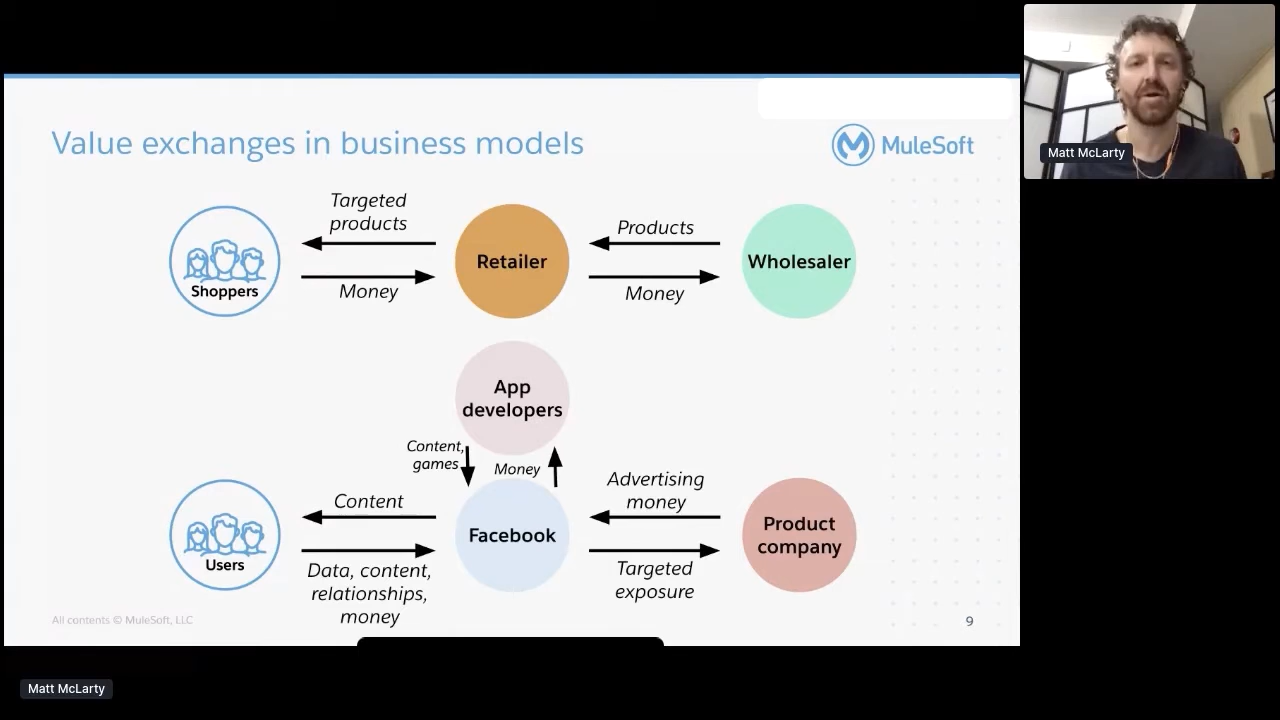 Value exchanges in business models
MuleSoft
Matt McLarty
Targeted
products
Money
Shoppers
Retailer
Products
Money
Wholesaler
App
developers
Content,
games
Money
Content
Data, content,
relationships,
money
Users
Facebook
Advertising
money
Targeted
exposure
Product
company
All contents © MuleSoft, LLC
9
Matt McLarty